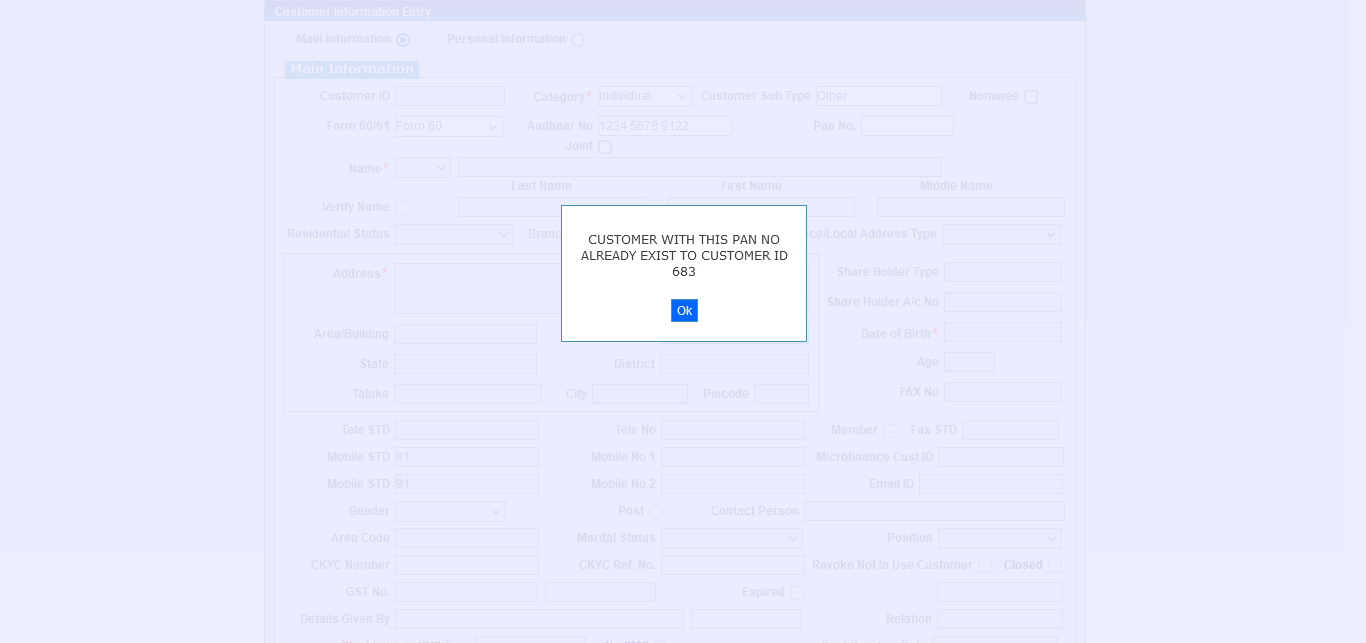 Customer Information Entry
Main Information Personal Information
Main Information
Customer ID Category* Individual Customer Sub Type Other Nominee
Form 60/61 Form 60 Aadhaar No 1234 5678 9122 Pan No.
Joint
Name*
Last Name First Name Middle Name
Verify Name
Residential Status ce/Local Address Type
CUSTOMER WITH THIS PAN NO
ALREADY EXIST TO CUSTOMER ID
683
Ok
Address* Share Holder Type
Share Holder A/c No
Area/Building Date of Birth*
State District Age
Taluka City Pincode FAX No
Tele STD Tele No Member Fax STD
Mobile STD 91 Mobile No 1 Microfinance Cust ID
Mobile STD 91 Mobile No 2 Email ID
Gender Post Contact Person
Area Code Marital Status Position
CKYC Number CKYC Ref. No. Revoke Not In Use Customer Closed
GST No. Expired
Details Given By Relation